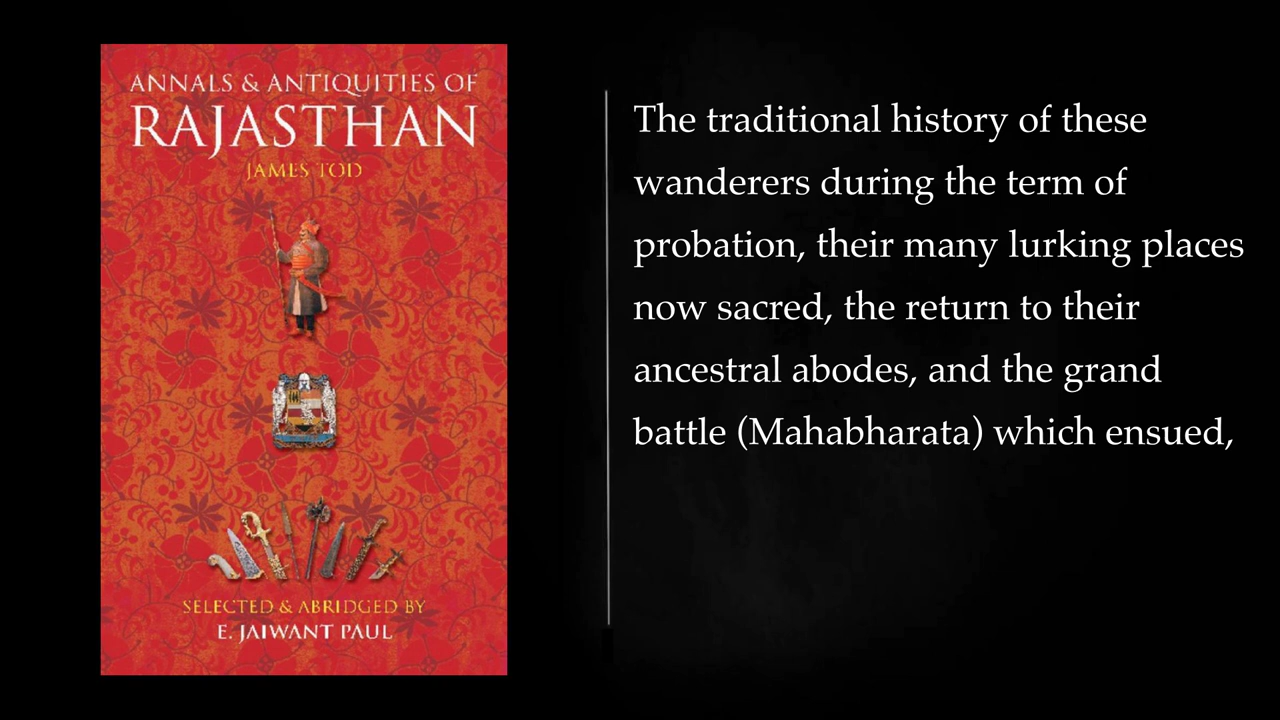 ANNALS & ANTIQUITIES OF
RAJASTHAN
JAMES TOD
SELECTED & ABRIDGED BY
E. JAIWANT PAUL
The traditional history of these
wanderers during the term of
probation, their many lurking places
now sacred, the return to their
ancestral abodes, and the grand
battle (Mahabharata) which ensued,